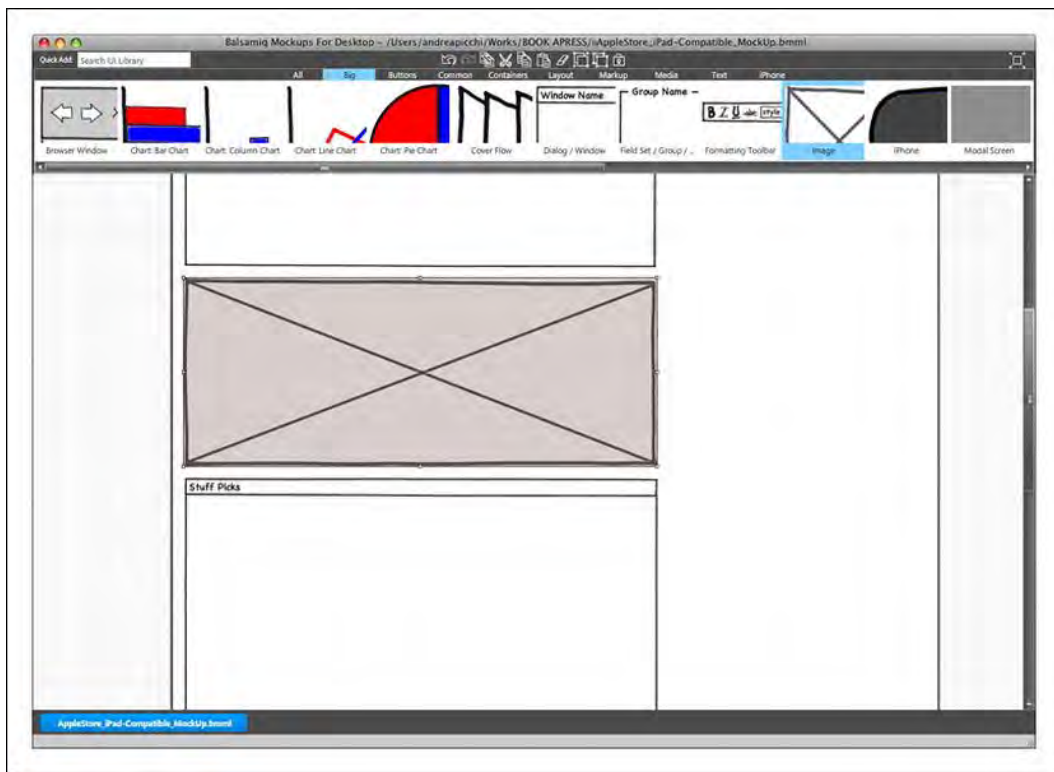 Balsamiq Mockups For Desktop - /Users/andreapicchi/Works/BOOK APRESS/iAppleStore_iPad-Compatible_MockUp.bmml
Quick Add Search UI Library
All Big Buttons Common Containers Layout Markup Media Text iPhone
Window Name Group Name
B I U abc style
Browser Window Chart: Bar Chart Chart: Column Chart Chart: Line Chart Chart: Pie Chart Cover Flow Dialog / Window Field Set / Group / .. Formatting Toolbar Image iPhone Modal Screen
Stuff Picks
AppleStore_iPad-Compatible_MockUp.bmml